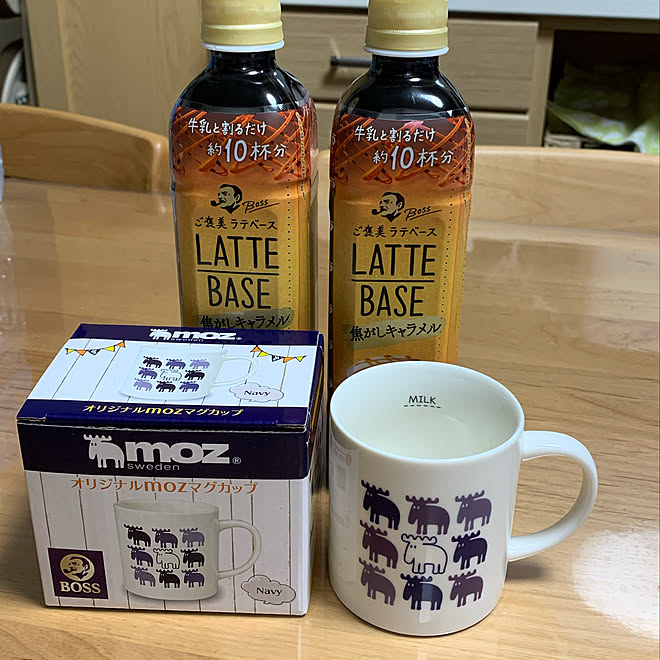 牛乳と割るだけ
約10杯分
BOSS
ご褒美 ラテベース
LATTE
BASE
焦がしキャラメル
牛乳と割るだけ
約10杯分
BOSS
ご褒美 ラテベース
LATTE
BASE
焦がしキャラメル
moz
sweden
Navy
オリジナルmozマグカップ
moz®
sweden
オリジナルmozマグカップ
BOSS
Navy
MILK